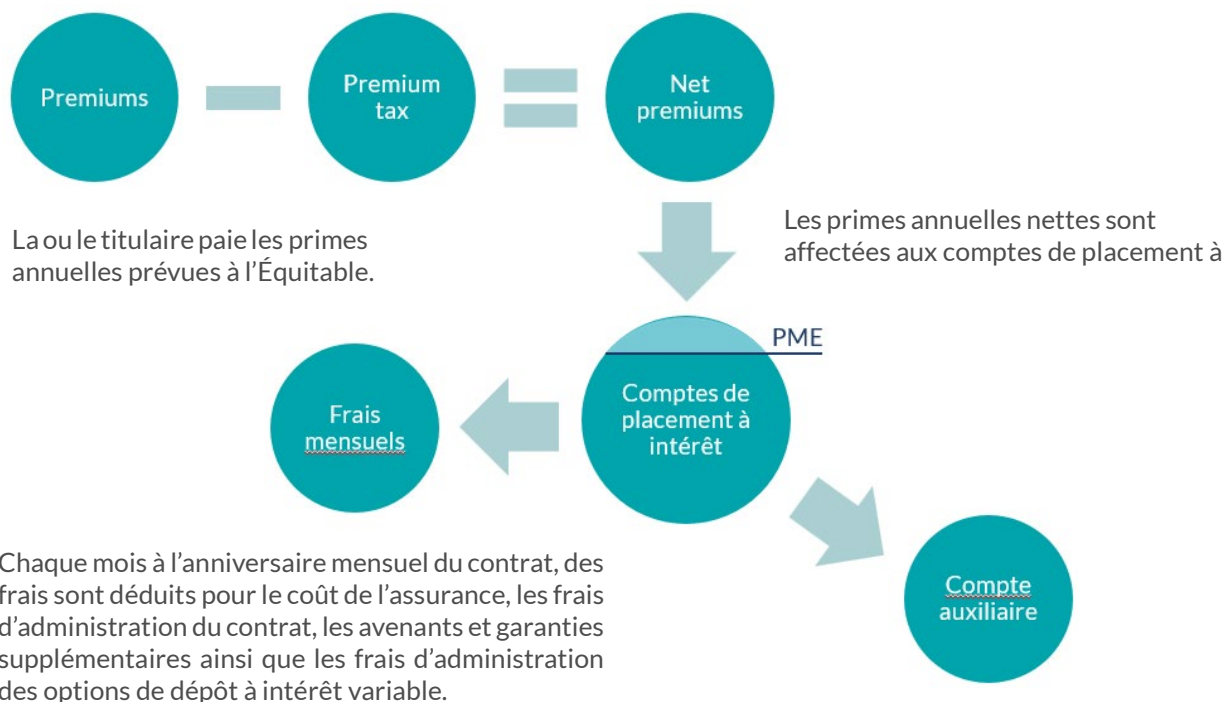 Premiums
Premium
tax
Net
premiums
La ou le titulaire paie les primes
annuelles prévues à l’Équitable.
Les primes annuelles nettes sont
affectées aux comptes de placement à
PME
Comptes de
placement à
intérêt
Frais
mensuels
Chaque mois à l’anniversaire mensuel du contrat, des
frais sont déduits pour le coût de l’assurance, les frais
d’administration du contrat, les avenants et garanties
supplémentaires ainsi que les frais d’administration
des options de dépôt à intérêt variable.
Compte
auxiliaire